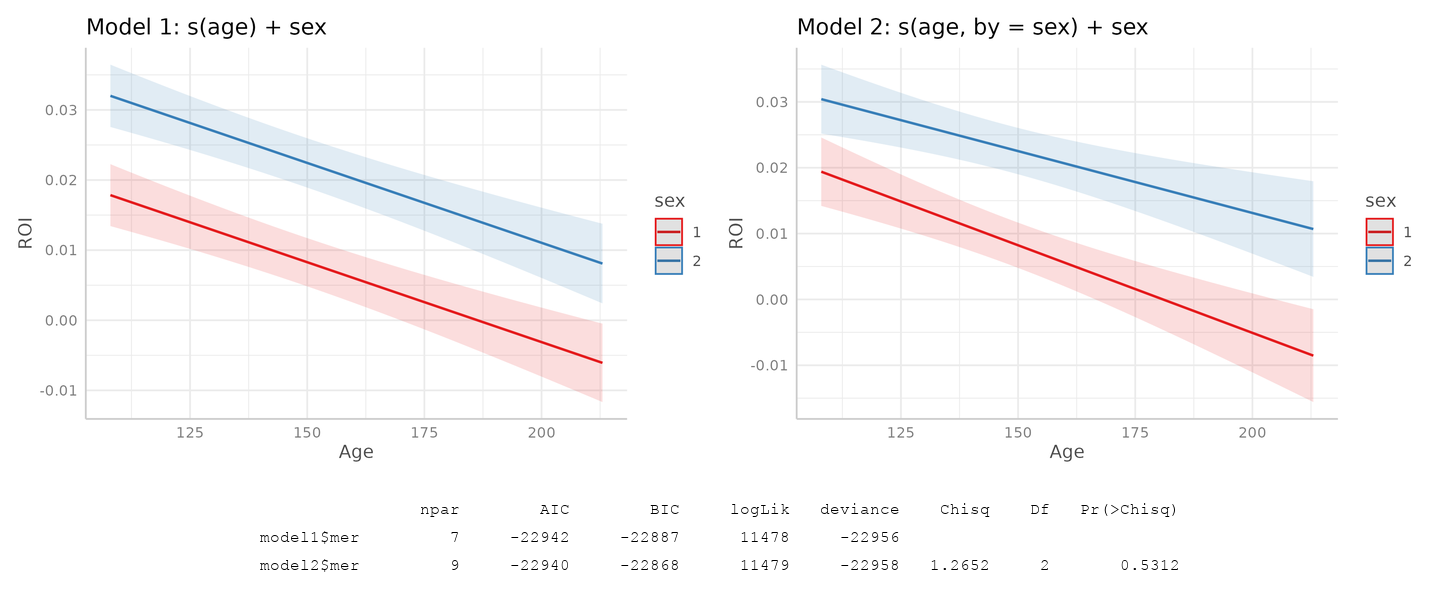 Model 1: s(age) + sex
0.03
0.02
0.01
0.00
-0.01
ROI
125 150 175 200
Age
sex
1
2
Model 2: s(age, by = sex) + sex
0.03
0.02
0.01
0.00
-0.01
ROI
125 150 175 200
Age
sex
1
2
npar AIC BIC logLik deviance Chisq Df Pr(>Chisq)
model1$mer 7 -22942 -22887 11478 -22956
model2$mer 9 -22940 -22868 11479 -22958 1.2652 2 0.5312